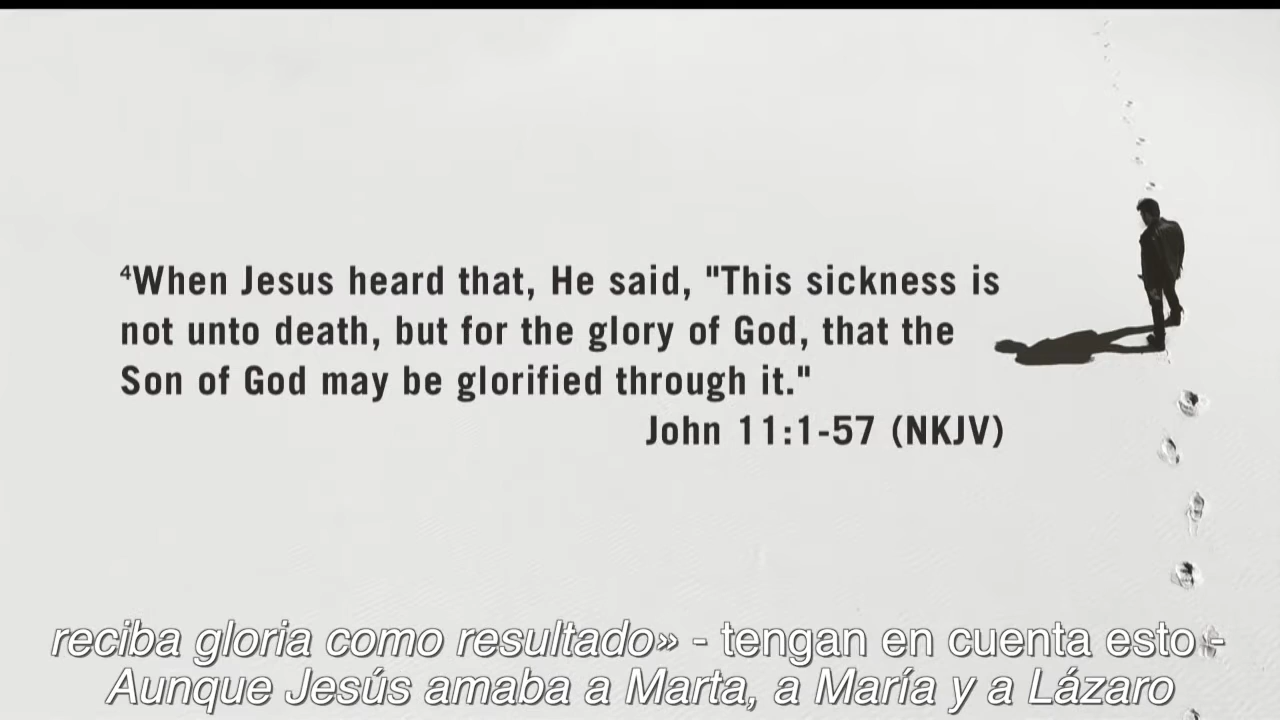 ⁴When Jesus heard that, He said, "This sickness is
not unto death, but for the glory of God, that the
Son of God may be glorified through it."
John 11:1-57 (NKJV)
reciba gloria como resultado» - tengan en cuenta esto -
Aunque Jesús amaba a Marta, a María y a Lázaro